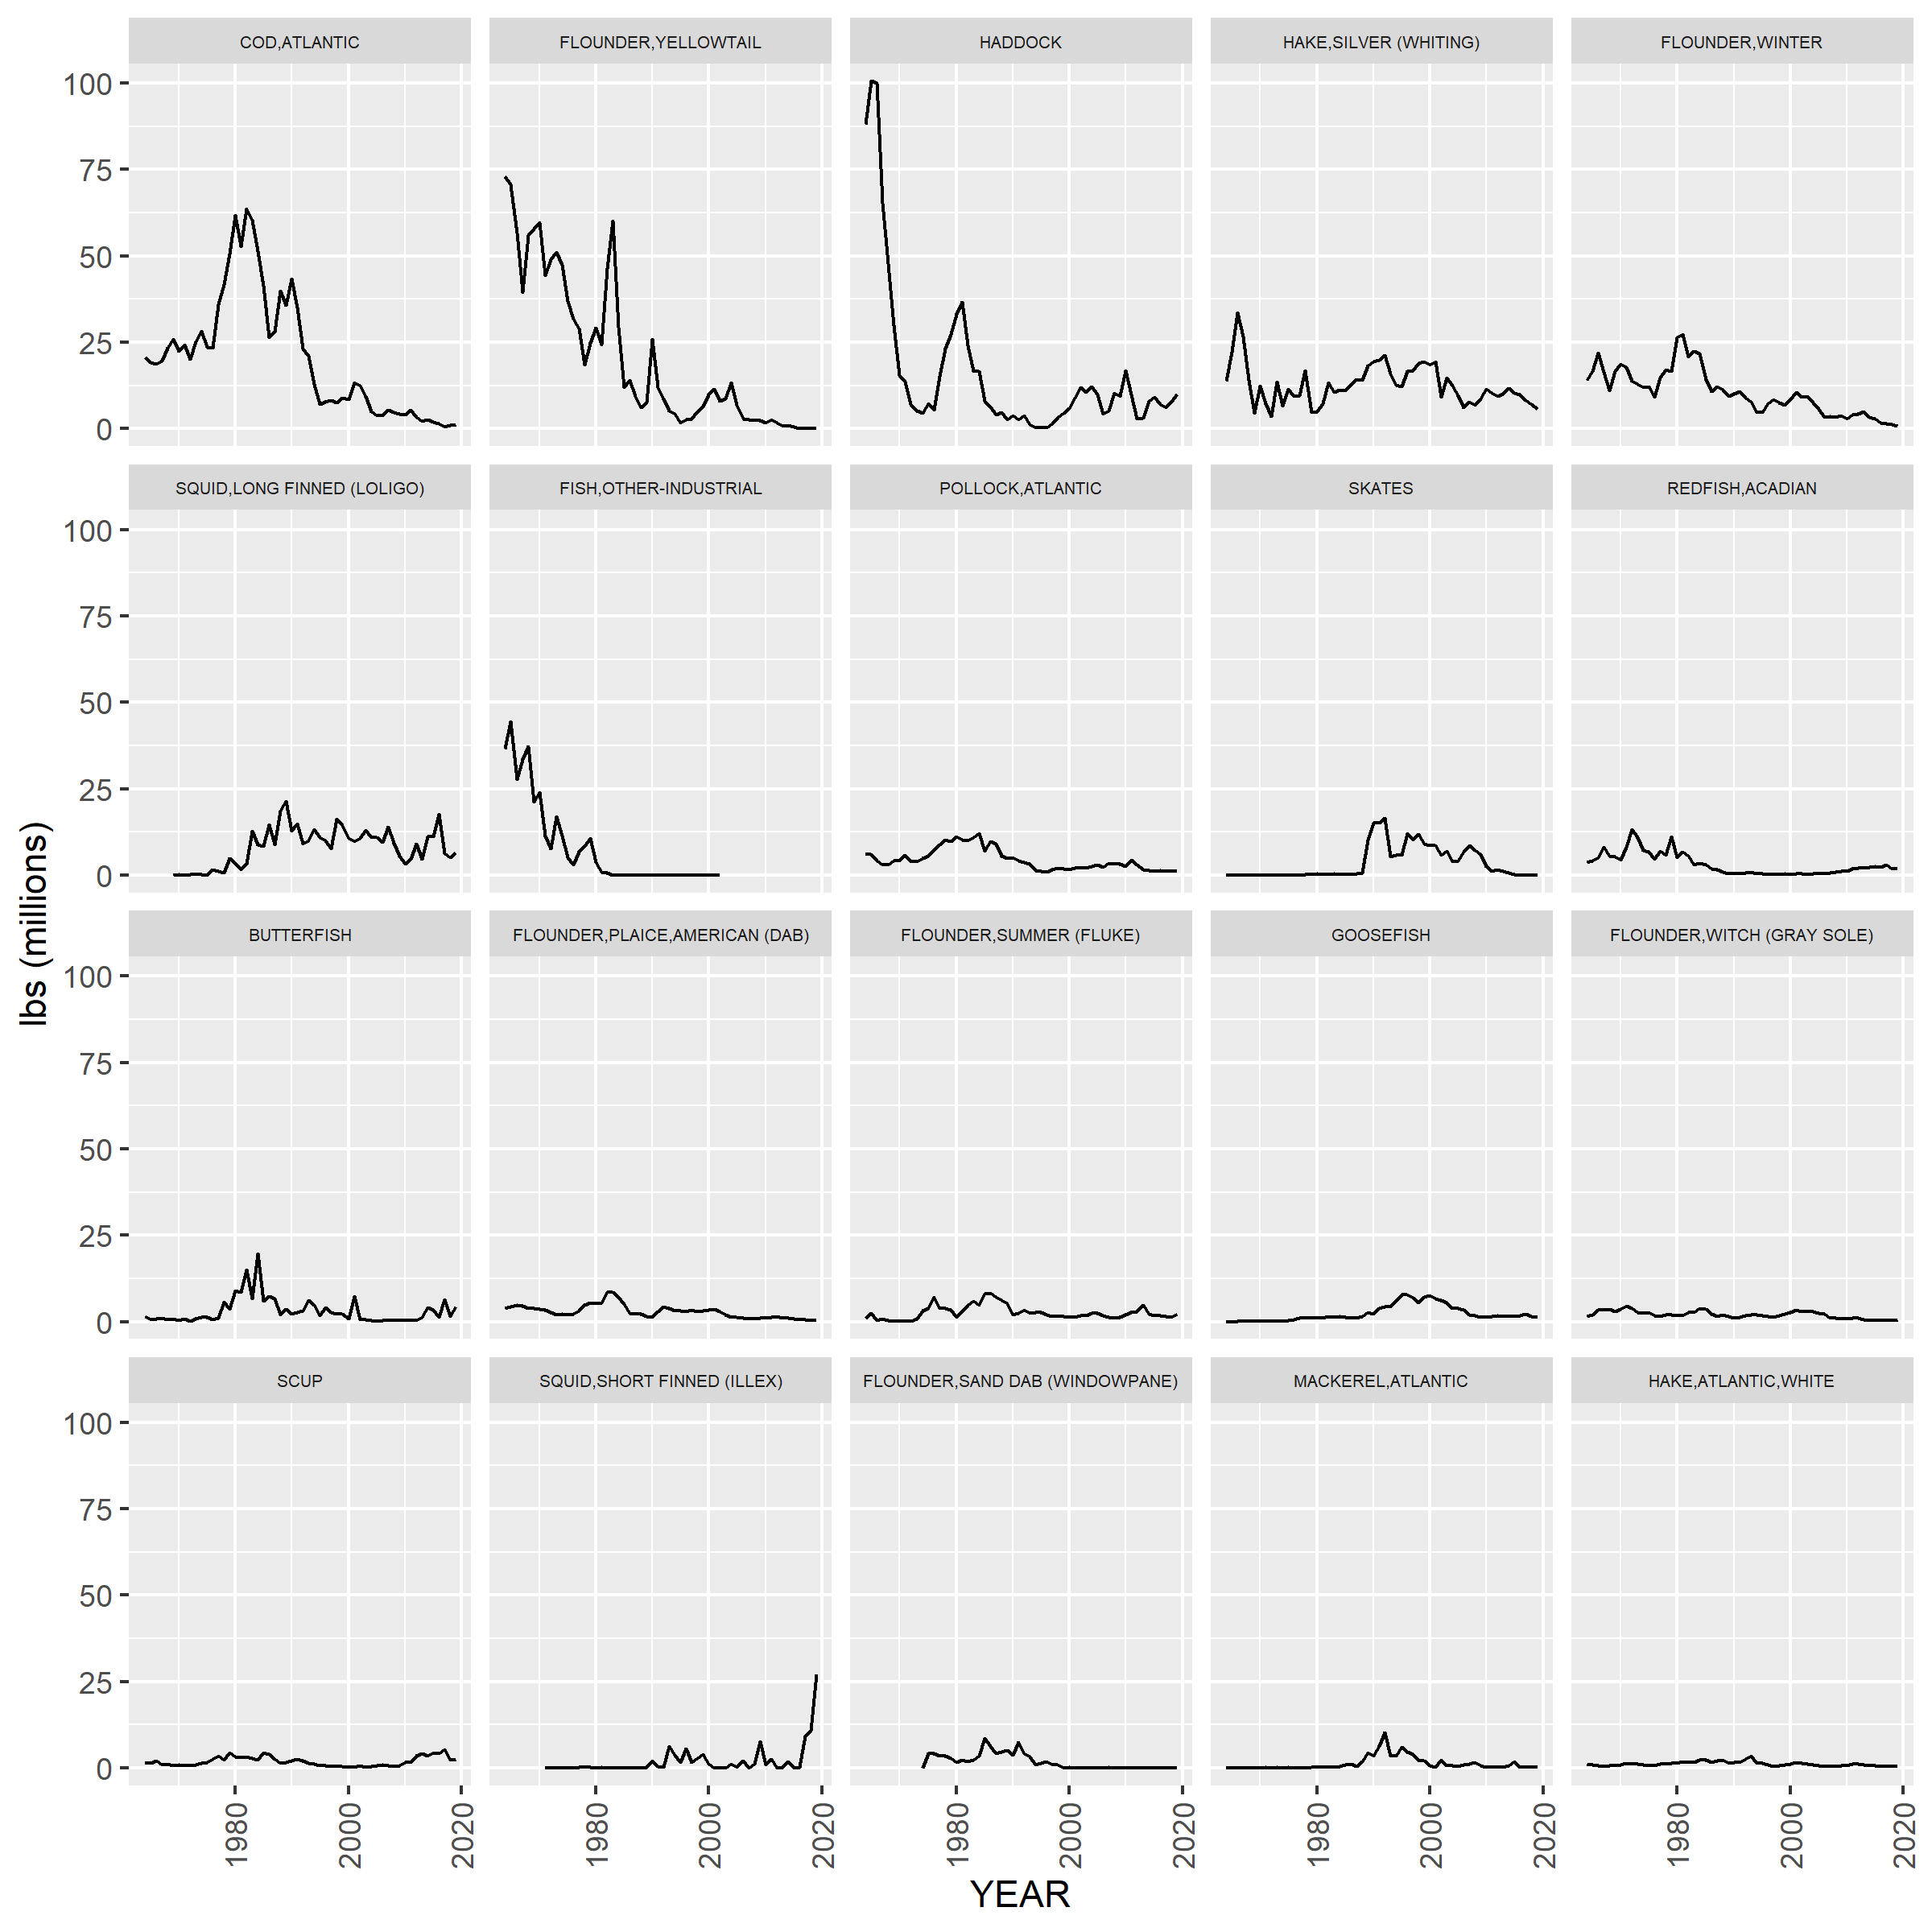 COD,ATLANTIC
FLOUNDER,YELLOWTAIL
HADDOCK
HAKE,SILVER (WHITING)
FLOUNDER,WINTER
100
75
50
25
0
SQUID,LONG FINNED (LOLIGO)
FISH,OTHER-INDUSTRIAL
POLLOCK,ATLANTIC
SKATES
REDFISH,ACADIAN
100
75
50
25
0
lbs (millions)
BUTTERFISH
FLOUNDER,PLAICE,AMERICAN (DAB)
FLOUNDER,SUMMER (FLUKE)
GOOSEFISH
FLOUNDER,WITCH (GRAY SOLE)
100
75
50
25
0
SCUP
SQUID,SHORT FINNED (ILLEX)
FLOUNDER,SAND DAB (WINDOWPANE)
MACKEREL,ATLANTIC
HAKE,ATLANTIC,WHITE
100
75
50
25
0
1980
2000
2020
1980
2000
2020
1980
2000
2020
1980
2000
2020
1980
2000
2020
YEAR